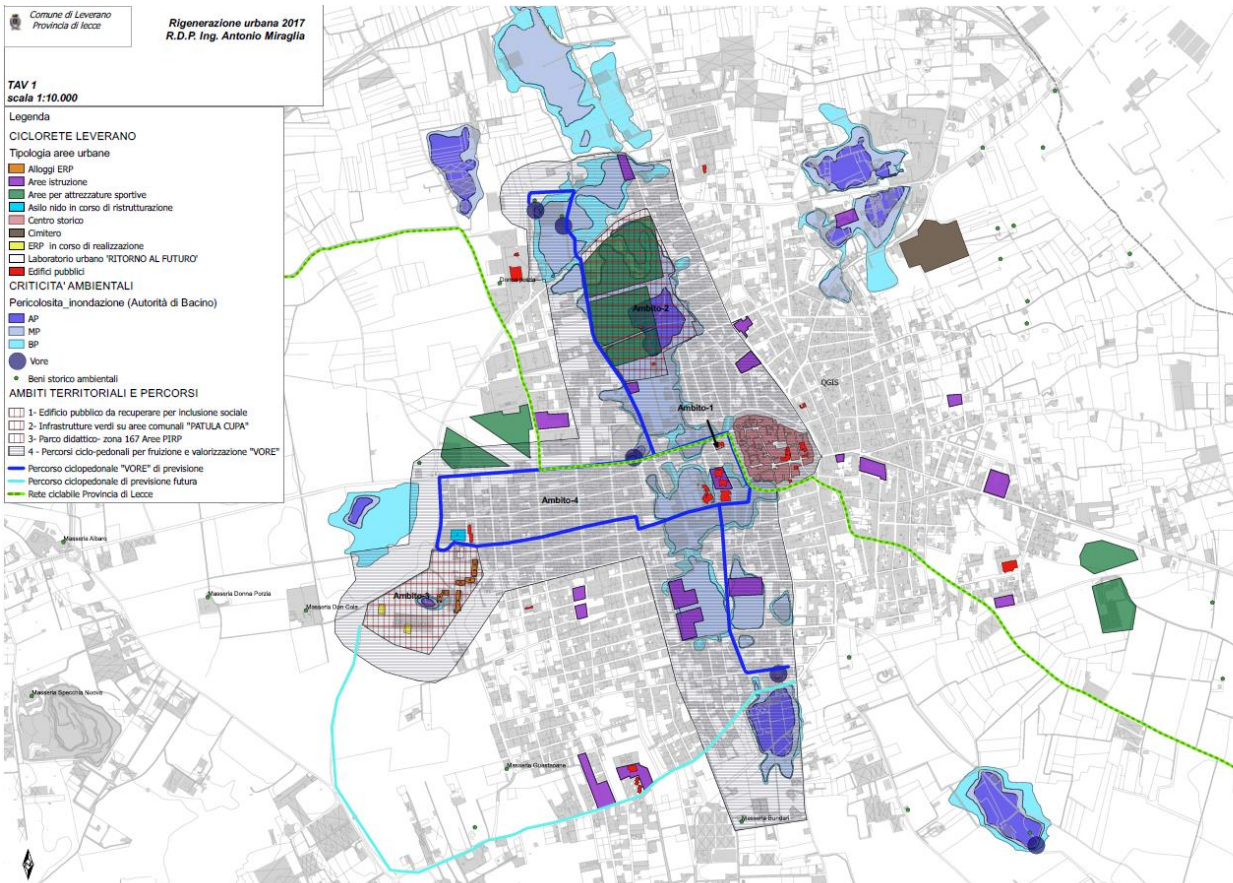 Comune di Leverano
Provincia di lecce
Rigenerazione urbana 2017
R.D.P. Ing. Antonio Miraglia
TAV 1
scala 1:10.000
Legenda
CICLORETE LEVERANO
Tipologia aree urbane
Alloggi ERP
Aree istruzione
Aree per attrezzature sportive
Asilo nido in corso di ristrutturazione
Centro storico
Cimitero
ERP in corso di realizzazione
Laboratorio urbano 'RITORNO AL FUTURO'
Edifici pubblici
CRITICITA' AMBIENTALI
Pericolosita_inondazione (Autorità di Bacino)
AP
MP
BP
Vore
Beni storico ambientali
AMBITI TERRITORIALI E PERCORSI
1- Edificio pubblico da recuperare per inclusione sociale
2- Infrastrutture verdi su aree comunali "PATULA CUPA"
3- Parco didattico- zona 167 Aree PIRP
4 - Percorsi ciclo-pedonali per fruizione e valorizzazione "VORE"
Percorso ciclopedonale "VORE" di previsione
Percorso ciclopedonale di previsione futura
Rete ciclabile Provincia di Lecce
Ambito-2
QGIS
Ambito-1
Ambito-4
Masseria Albaro
Ambito-3
Masseria Donna Porzia
Masseria Don Cola
Masseria Specchia Nuova
Masseria Guastapane
Masseria Bundari